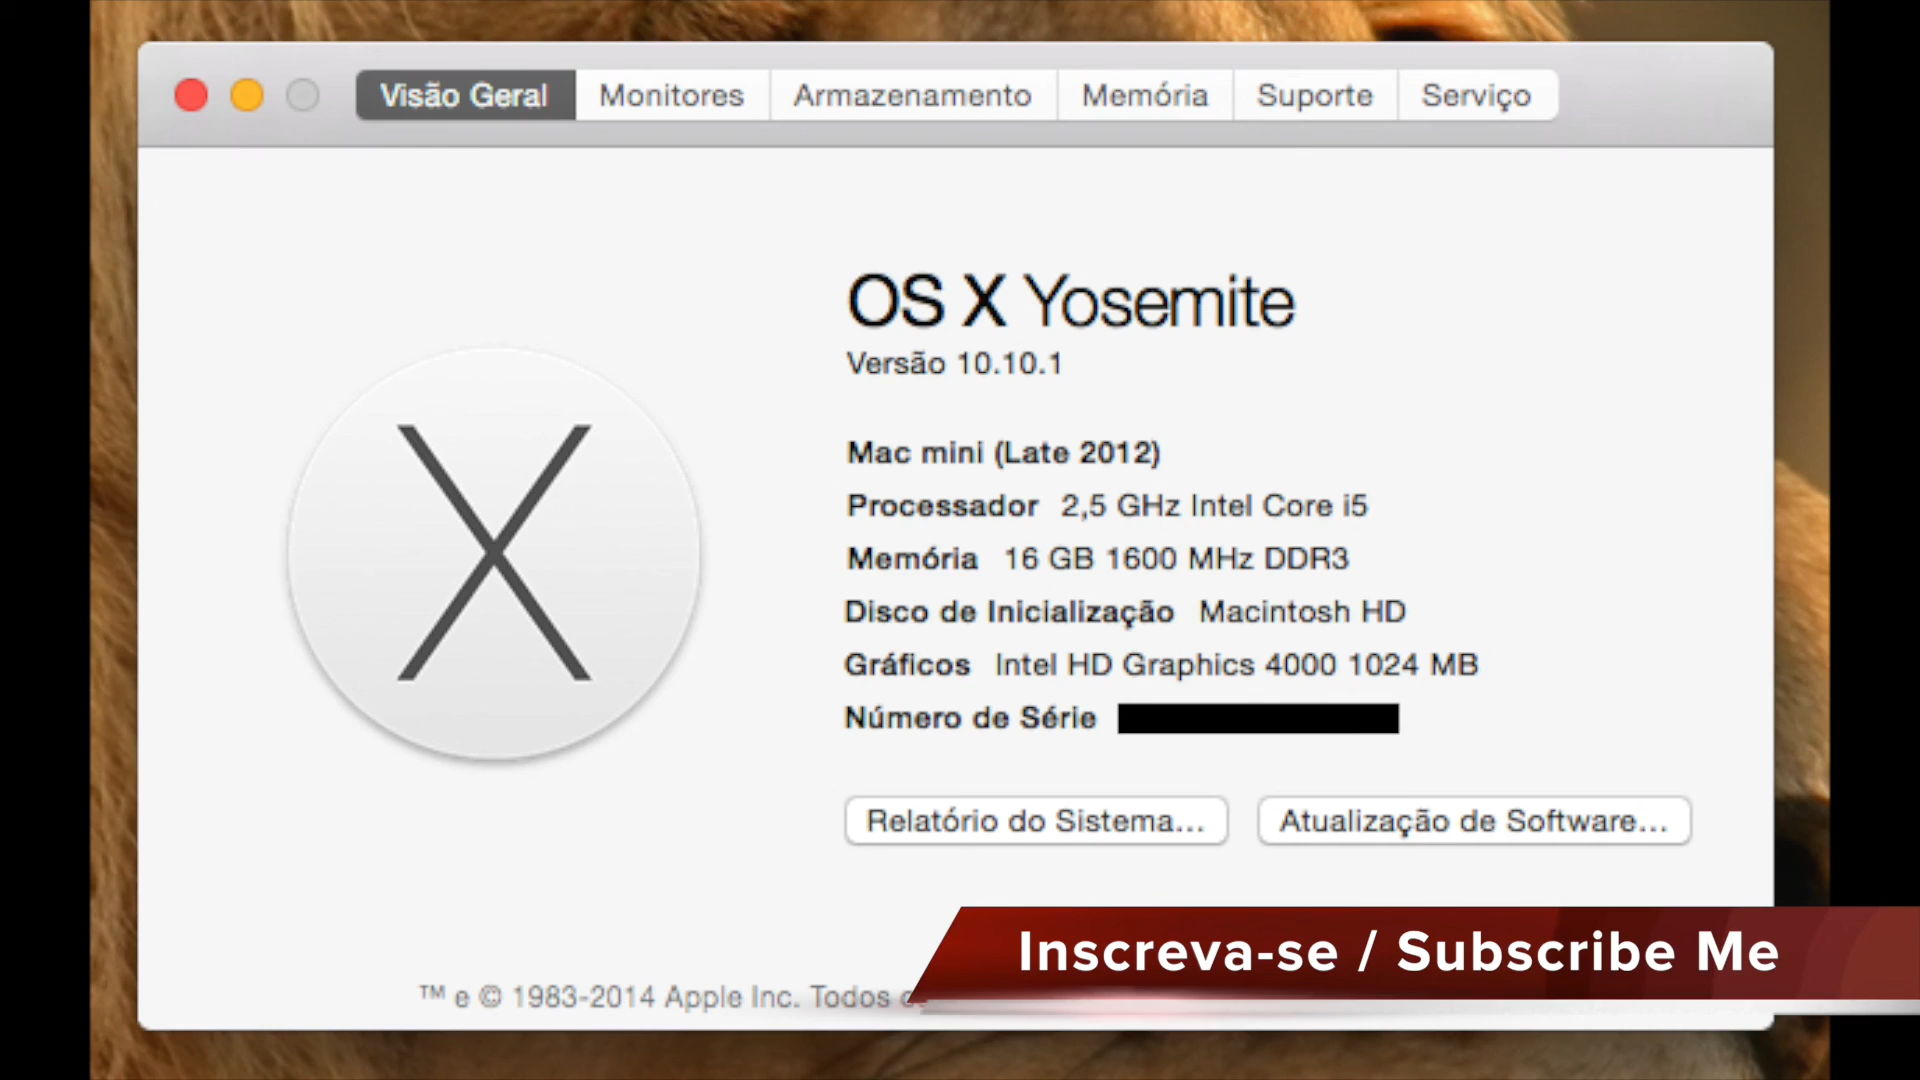 Visão Geral
Monitores
Armazenamento
Memória
Suporte
Serviço
OS X Yosemite
Versão 10.10.1
Mac mini (Late 2012)
Processador 2,5 GHz Intel Core i5
Memória 16 GB 1600 MHz DDR3
Disco de Inicialização Macintosh HD
Gráficos Intel HD Graphics 4000 1024 MB
Número de Série
Relatório do Sistema...
Atualização de Software...
Inscreva-se / Subscribe Me
™ e © 1983-2014 Apple Inc. Todos